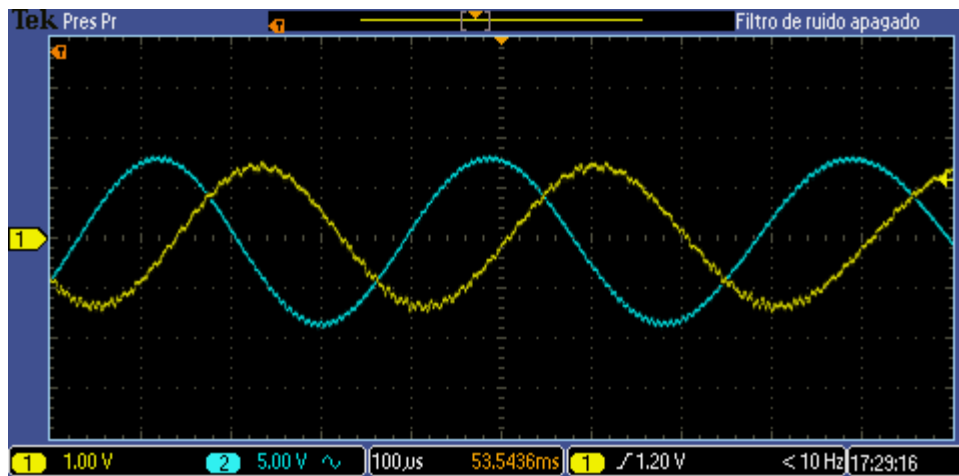 Tek Pres Pr Filtro de ruido apagado
T
T
1
1 1.00 V 2 5.00 V 100µs 53.5436ms 1 1.20 V < 10 Hz 17:29:16